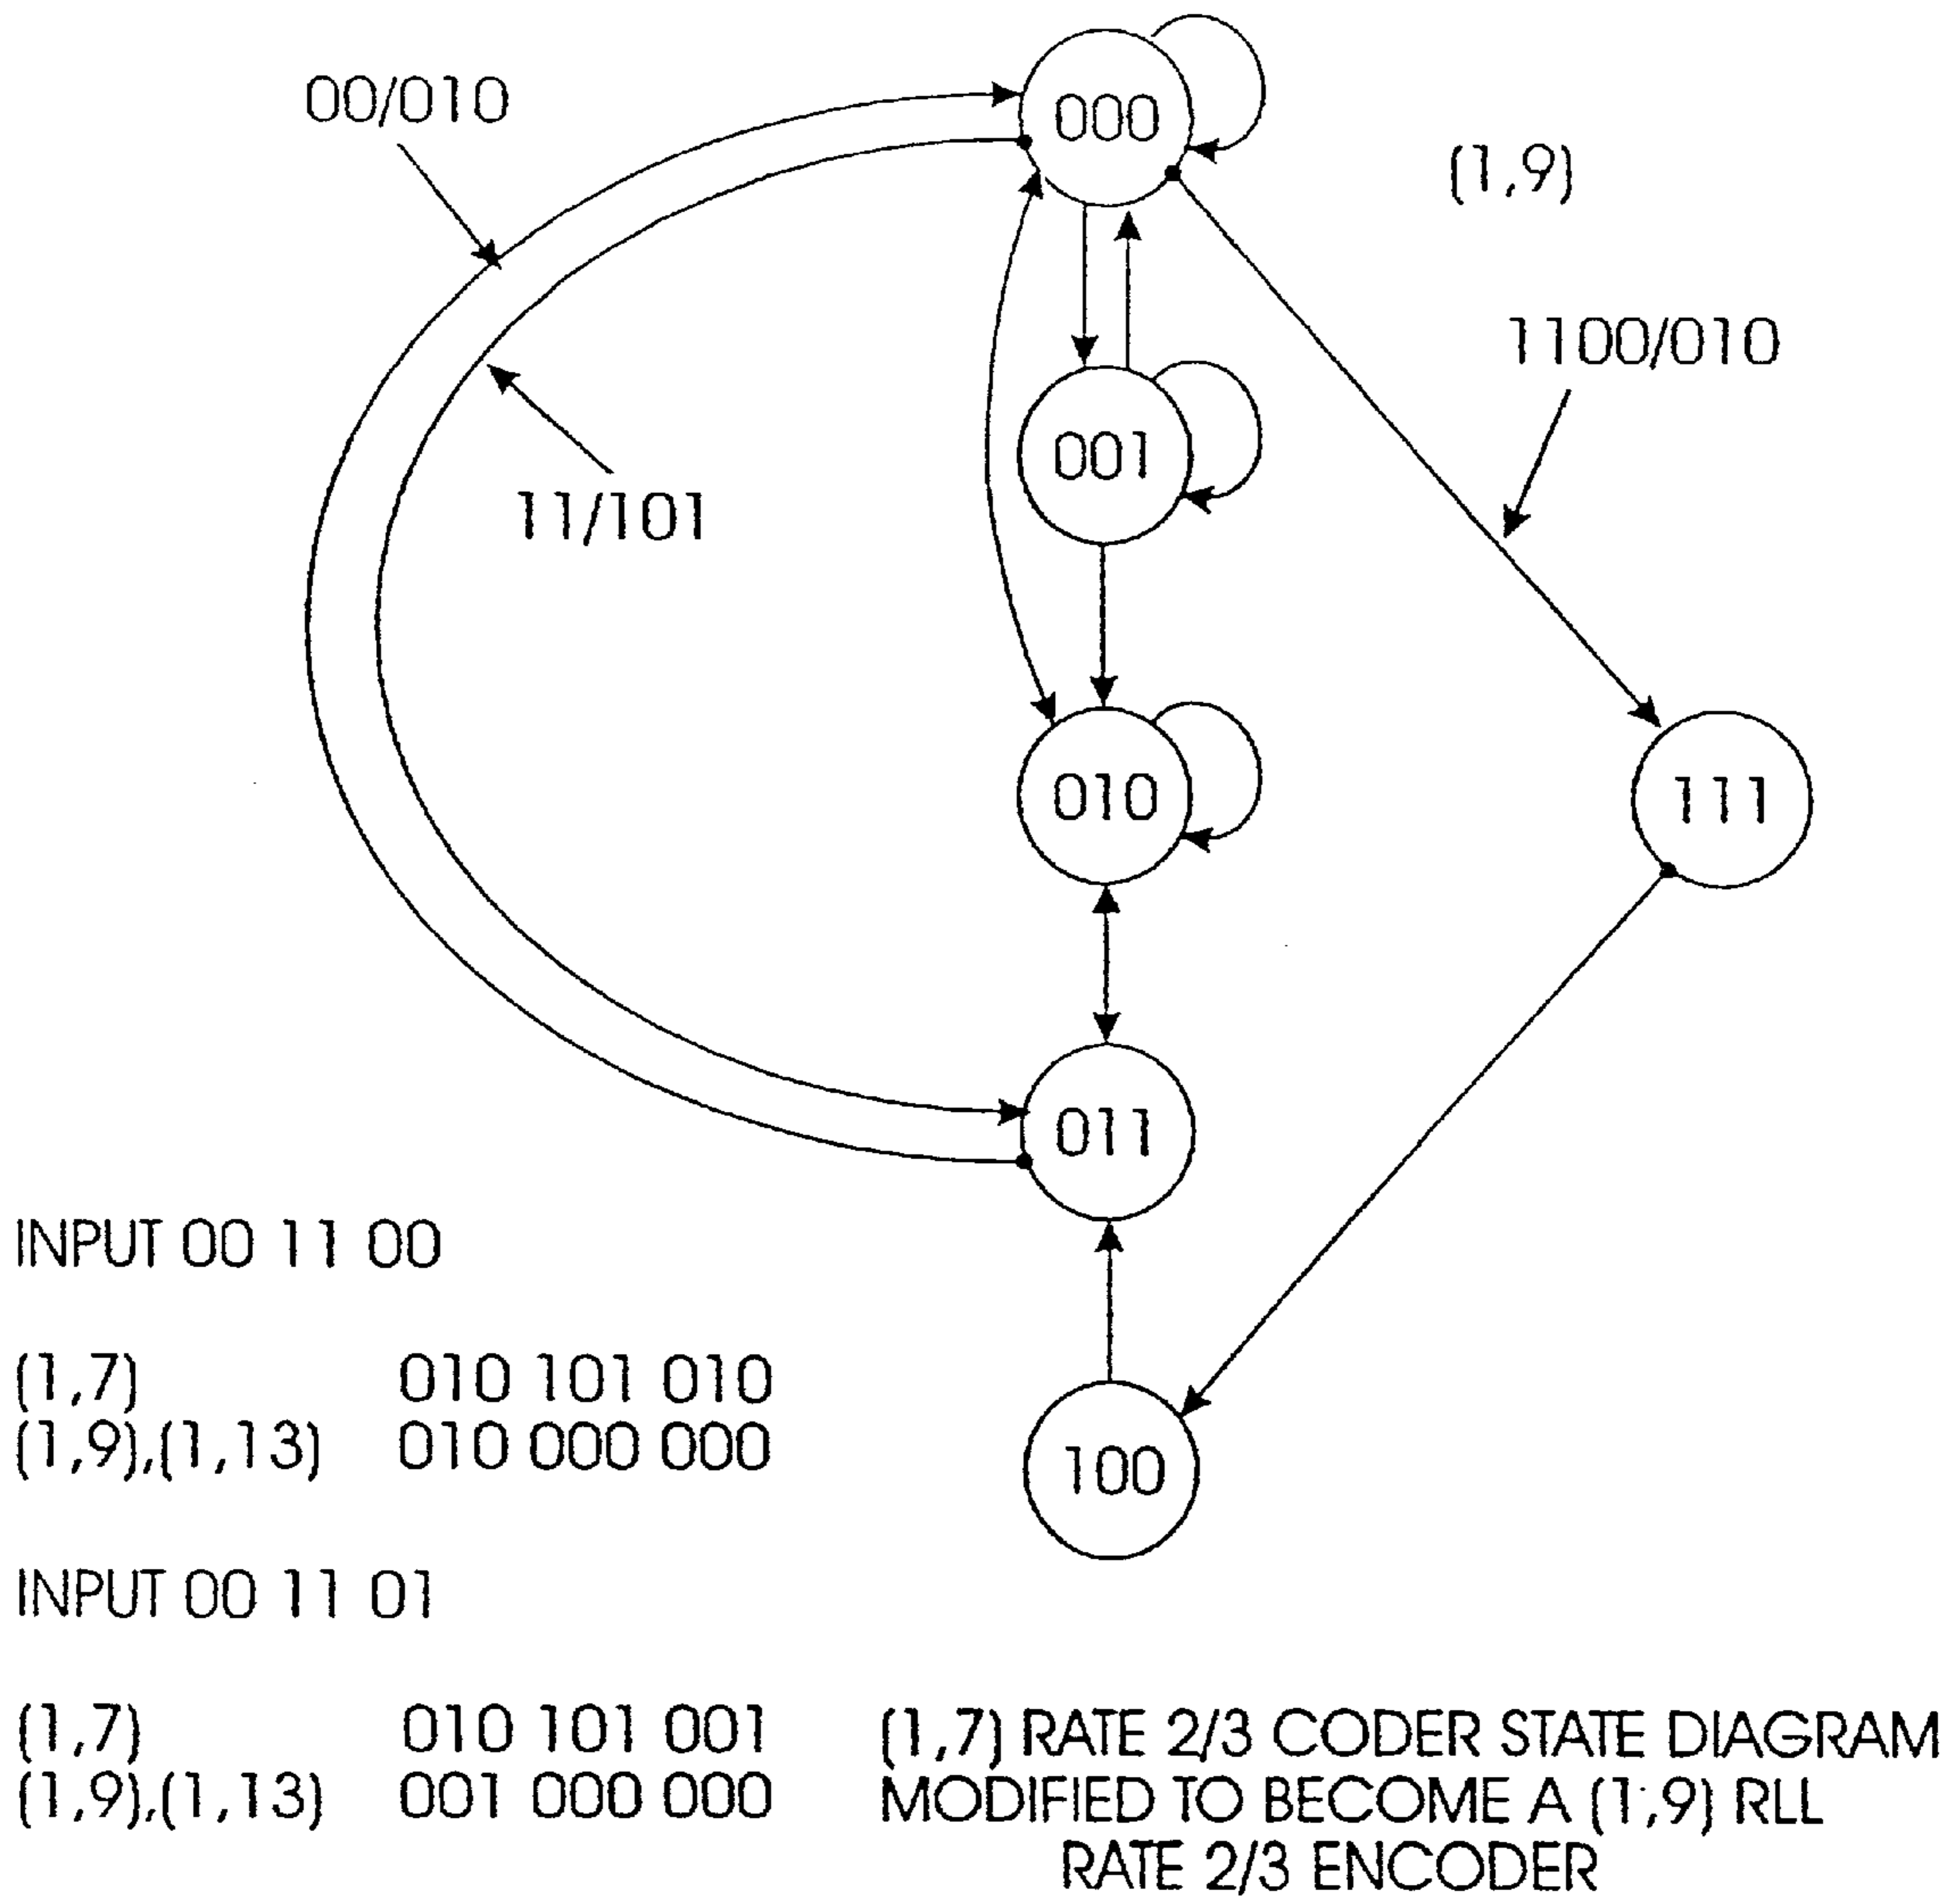 00/010
000
(1,9)
1100/010
001
11/101
010
111
011
INPUT 00 11 00
(1,7) 010 101 010
(1,9),(1,13) 010 000 000
100
INPUT 00 11 01
(1,7) 010 101 001
(1,9),(1,13) 001 000 000
(1,7) RATE 2/3 CODER STATE DIAGRAM
MODIFIED TO BECOME A (1,9) RLL
RATE 2/3 ENCODER